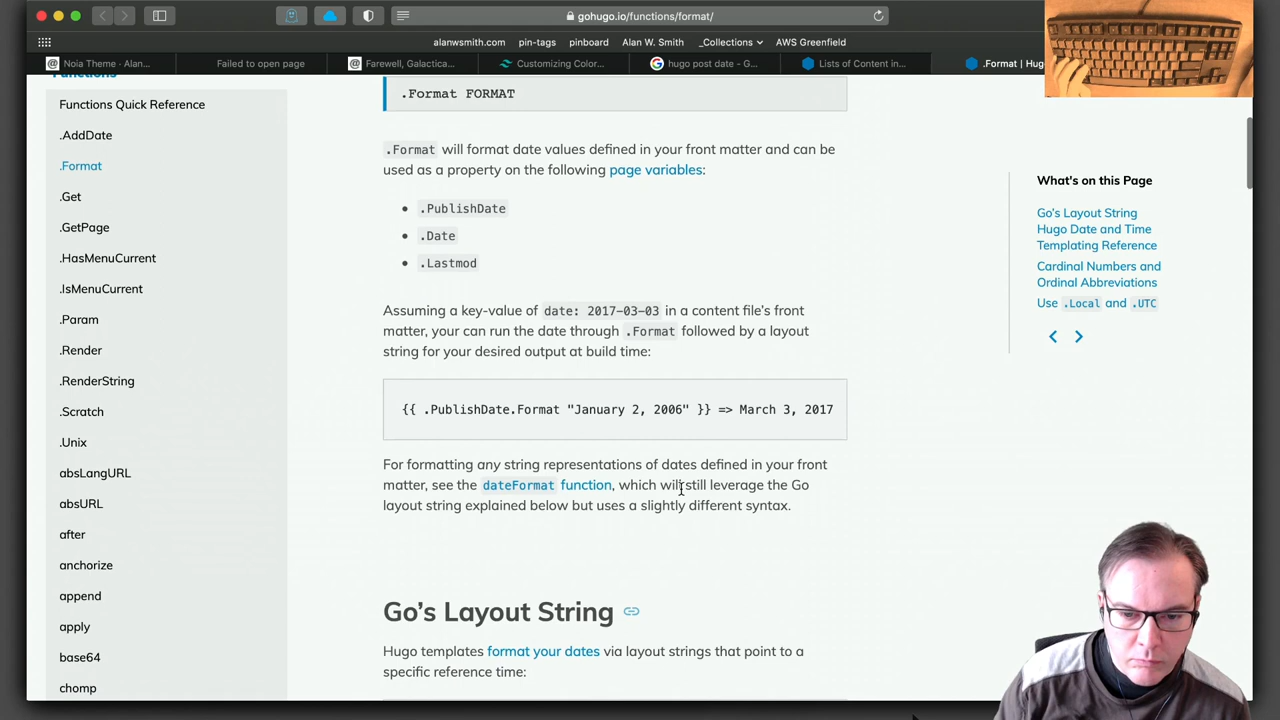 gohugo.io/functions/format/
alanwsmith.com
pin-tags
pinboard
Alan W. Smith
_Collections
AWS Greenfield
Noia Theme - Alan...
Failed to open page
Farewell, Galactica...
Customizing Color...
hugo post date - G...
Lists of Content in...
.Format | Hug
Functions Quick Reference
.AddDate
.Format
.Get
.GetPage
.HasMenuCurrent
.IsMenuCurrent
.Param
.Render
.RenderString
.Scratch
.Unix
absLangURL
absURL
after
anchorize
append
apply
base64
chomp
.Format FORMAT
.Format will format date values defined in your front matter and can be
used as a property on the following page variables:
.PublishDate
.Date
.Lastmod
Assuming a key-value of date: 2017-03-03 in a content file's front
matter, your can run the date through .Format followed by a layout
string for your desired output at build time:
{{ .PublishDate.Format "January 2, 2006" }} => March 3, 2017
For formatting any string representations of dates defined in your front
matter, see the dateFormat function, which will still leverage the Go
layout string explained below but uses a slightly different syntax.
Go's Layout String
Hugo templates format your dates via layout strings that point to a
specific reference time:
What's on this Page
Go's Layout String
Hugo Date and Time
Templating Reference
Cardinal Numbers and
Ordinal Abbreviations
Use .Local and .UTC